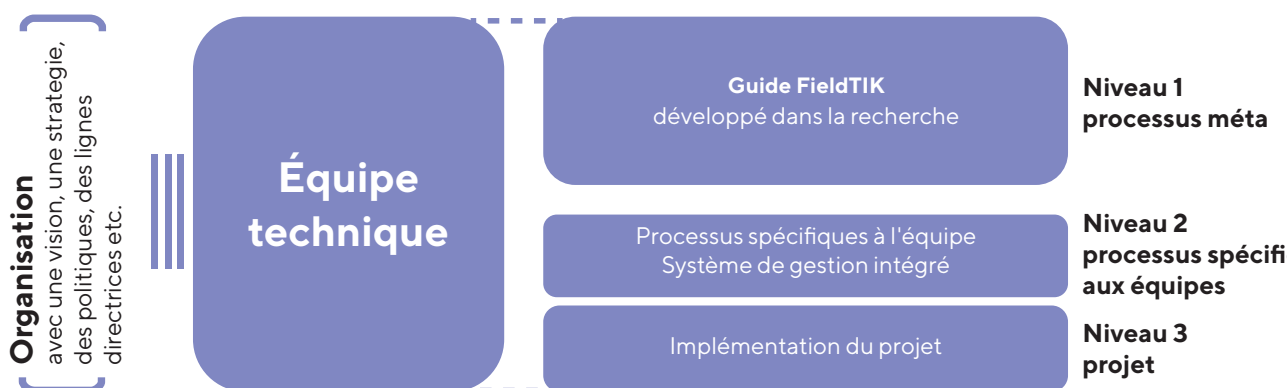 Organisation
avec une vision, une strategie,
des politiques, des lignes
directrices etc.
Équipe
technique
Guide FieldTIK
développé dans la recherche
Niveau 1
processus méta
Processus spécifiques à l'équipe
Système de gestion intégré
Niveau 2
processus spécifi
aux équipes
Implémentation du projet
Niveau 3
projet